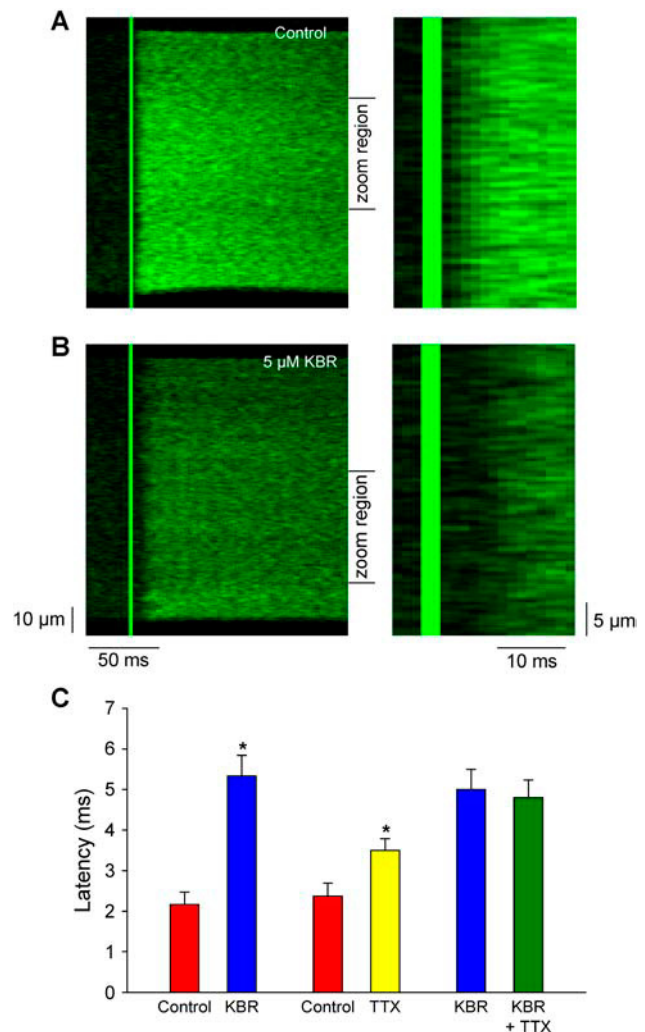 A
Control
zoom region
B
5 µM KBR
zoom region
10 µm
50 ms
10 ms
5 µm
C
Latency (ms)
7
6
5
4
3
2
1
0
*
*
Control
KBR
Control
TTX
KBR
KBR
+ TTX